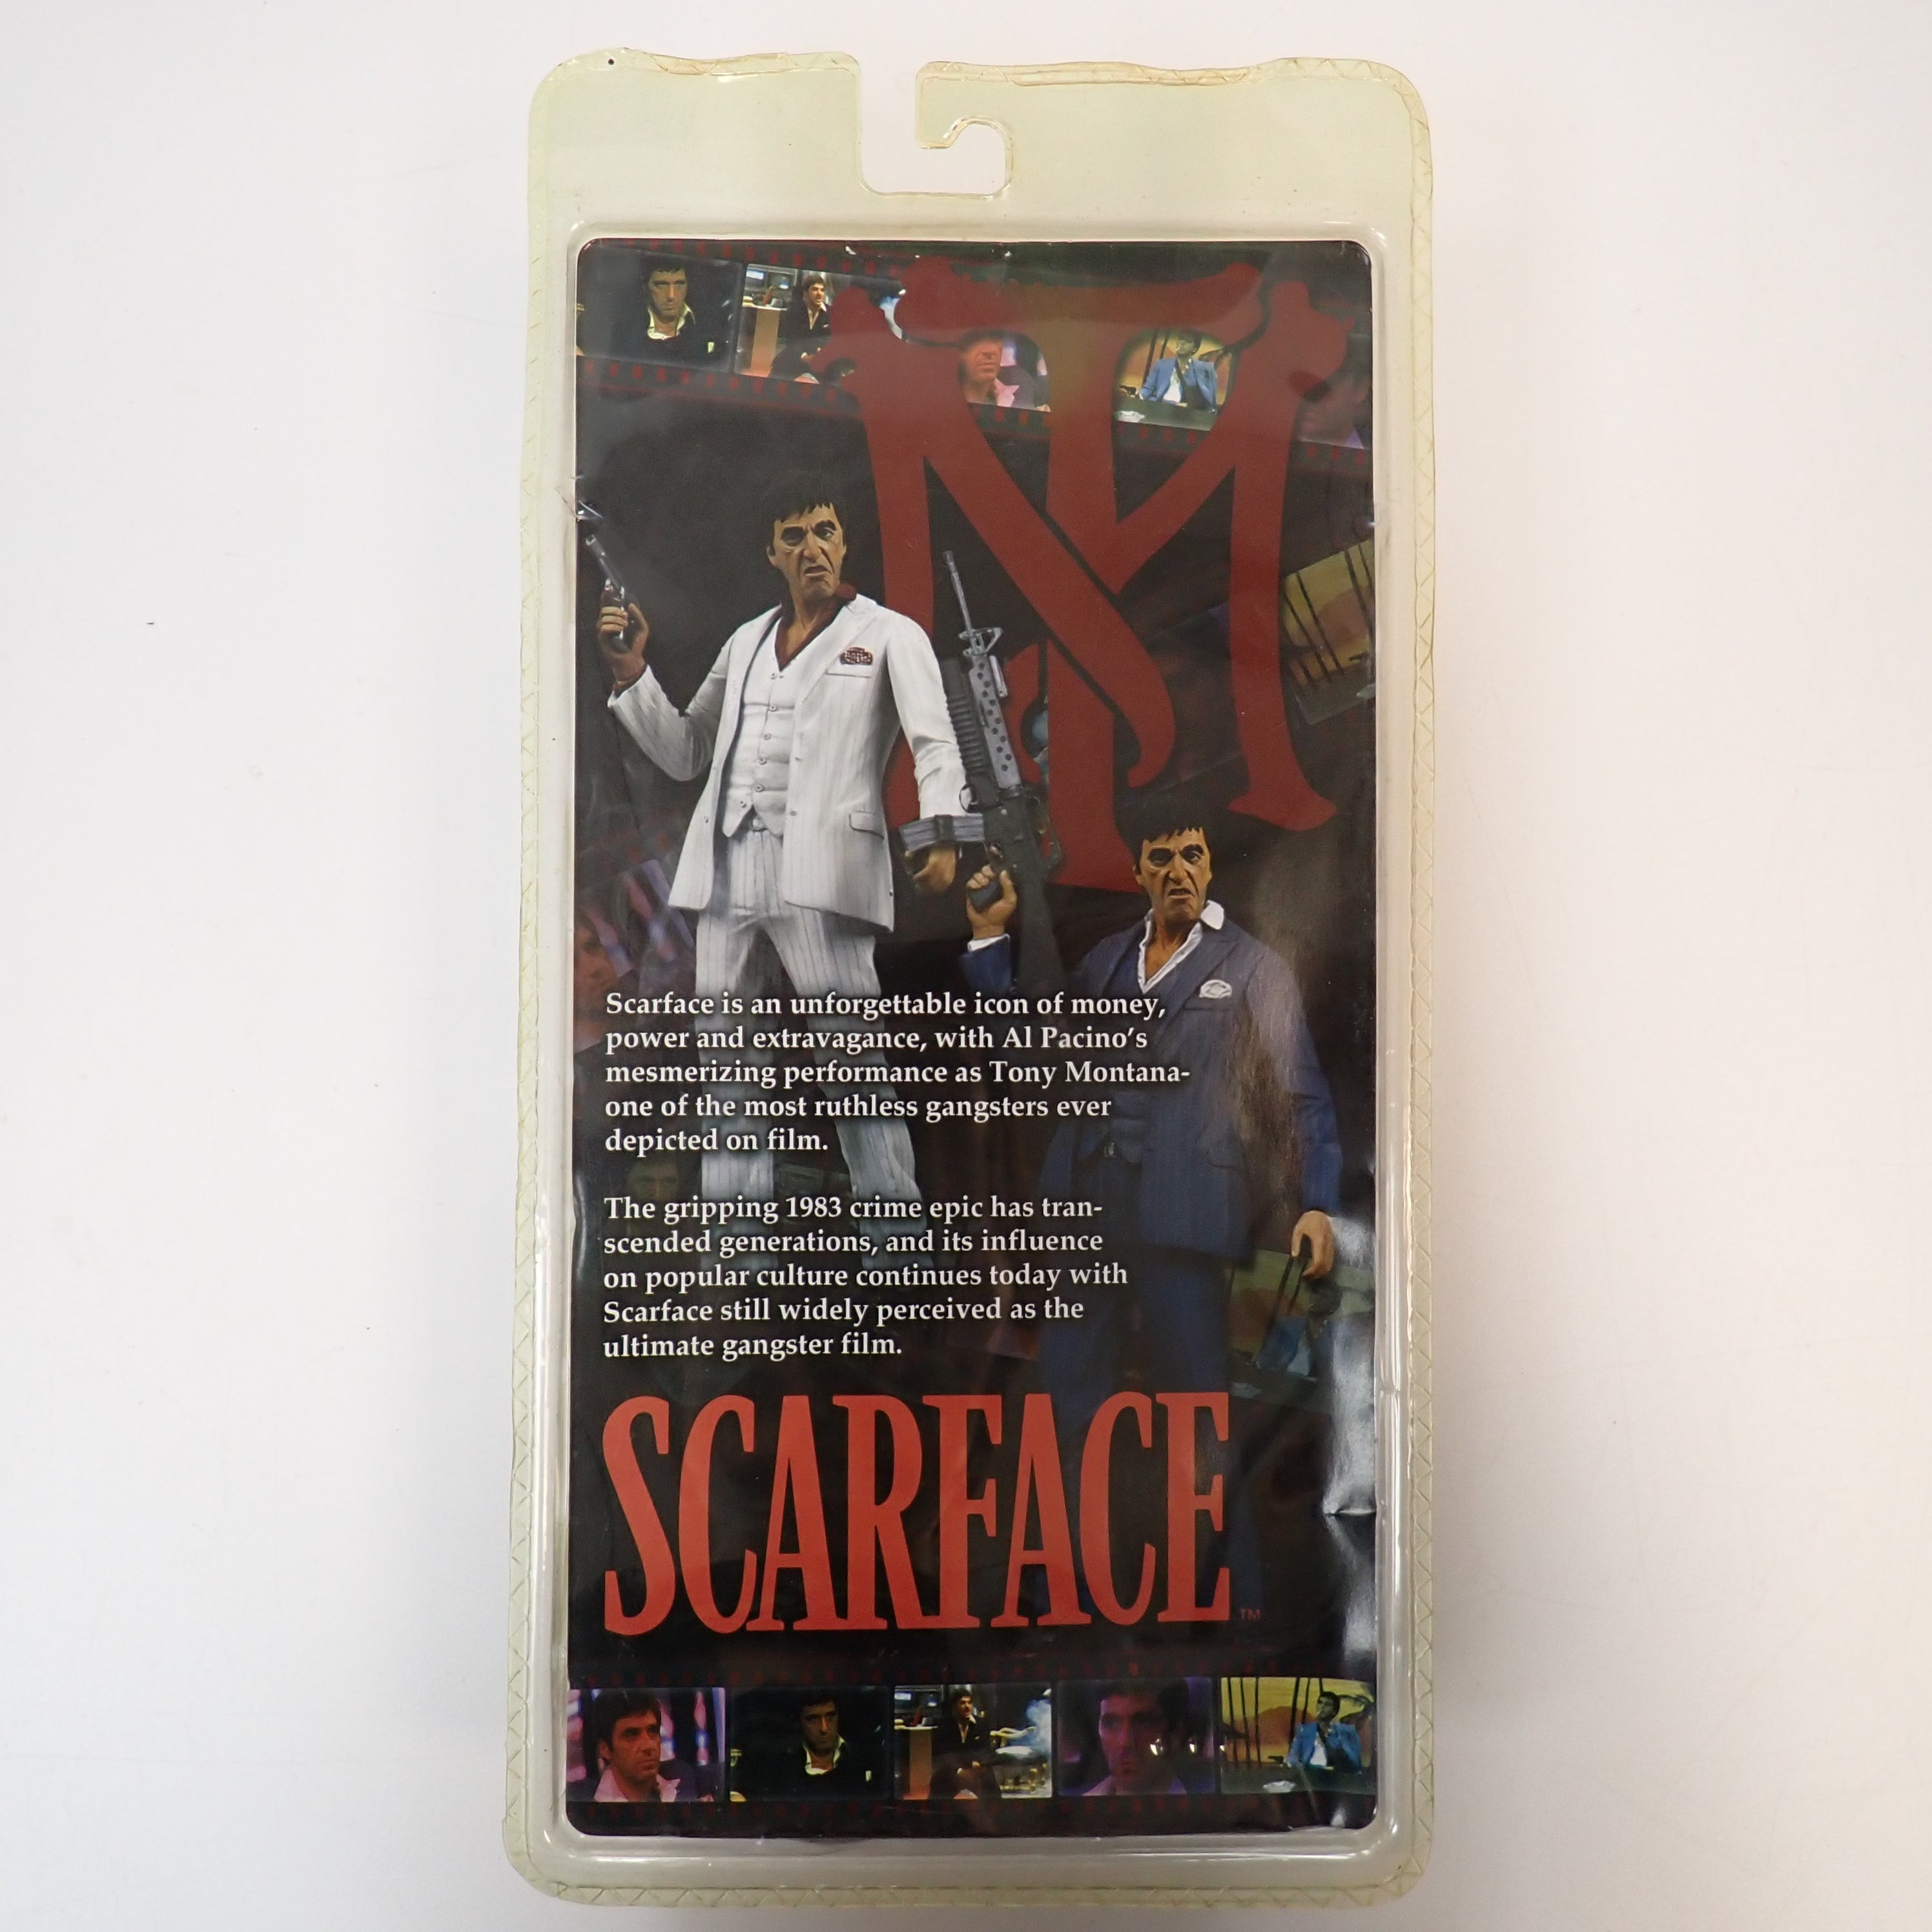 TM
Scarface is an unforgettable icon of money,
power and extravagance, with Al Pacino's
mesmerizing performance as Tony Montana-
one of the most ruthless gangsters ever
depicted on film.
The gripping 1983 crime epic has tran-
scended generations, and its influence
on popular culture continues today with
Scarface still widely perceived as the
ultimate gangster film.
SCARFACE™